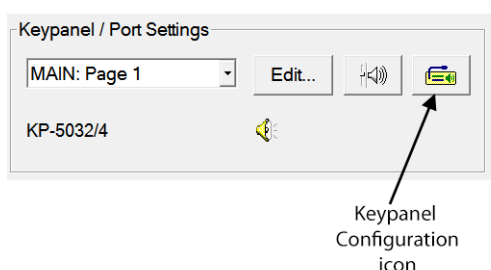 Keypanel / Port Settings
MAIN: Page 1
Edit...
KP-5032/4
Keypanel
Configuration
icon